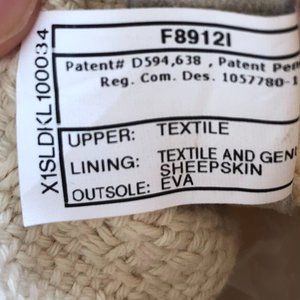 F8912I
Patent# D594,638 , Patent
Reg. Com. Des. 1057780-1
UPPER: TEXTILE
LINING: TEXTILE AND
SHEEPSKIN
OUTSOLE: EVA
X1SLDKL100034